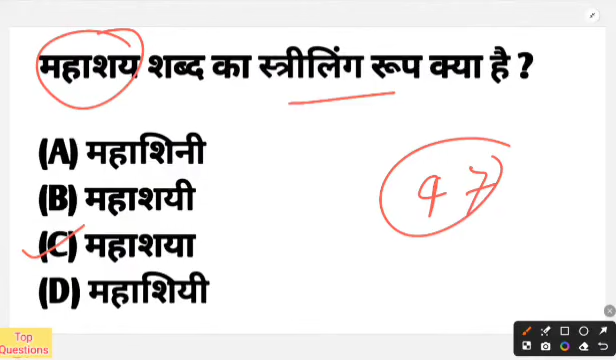 महाशय शब्द का स्त्रीलिंग रूप क्या है ?
(A) महाशिनी
(B) महाशयी
(C) महाशया
(D) महाशियी
47
Top
Questions